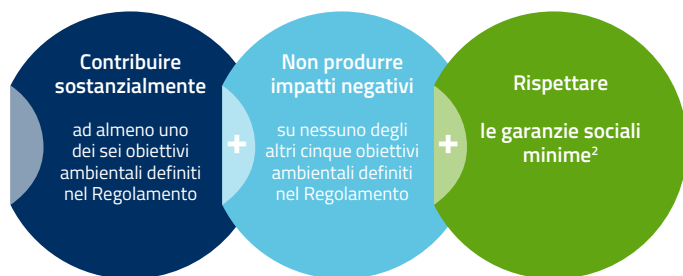 Contribuire
sostanzialmente
ad almeno uno
dei sei obiettivi
ambientali definiti
nel Regolamento
+
Non produrre
impatti negativi
su nessuno degli
altri cinque obiettivi
ambientali definiti
nel Regolamento
+
Rispettare
le garanzie sociali
minime²